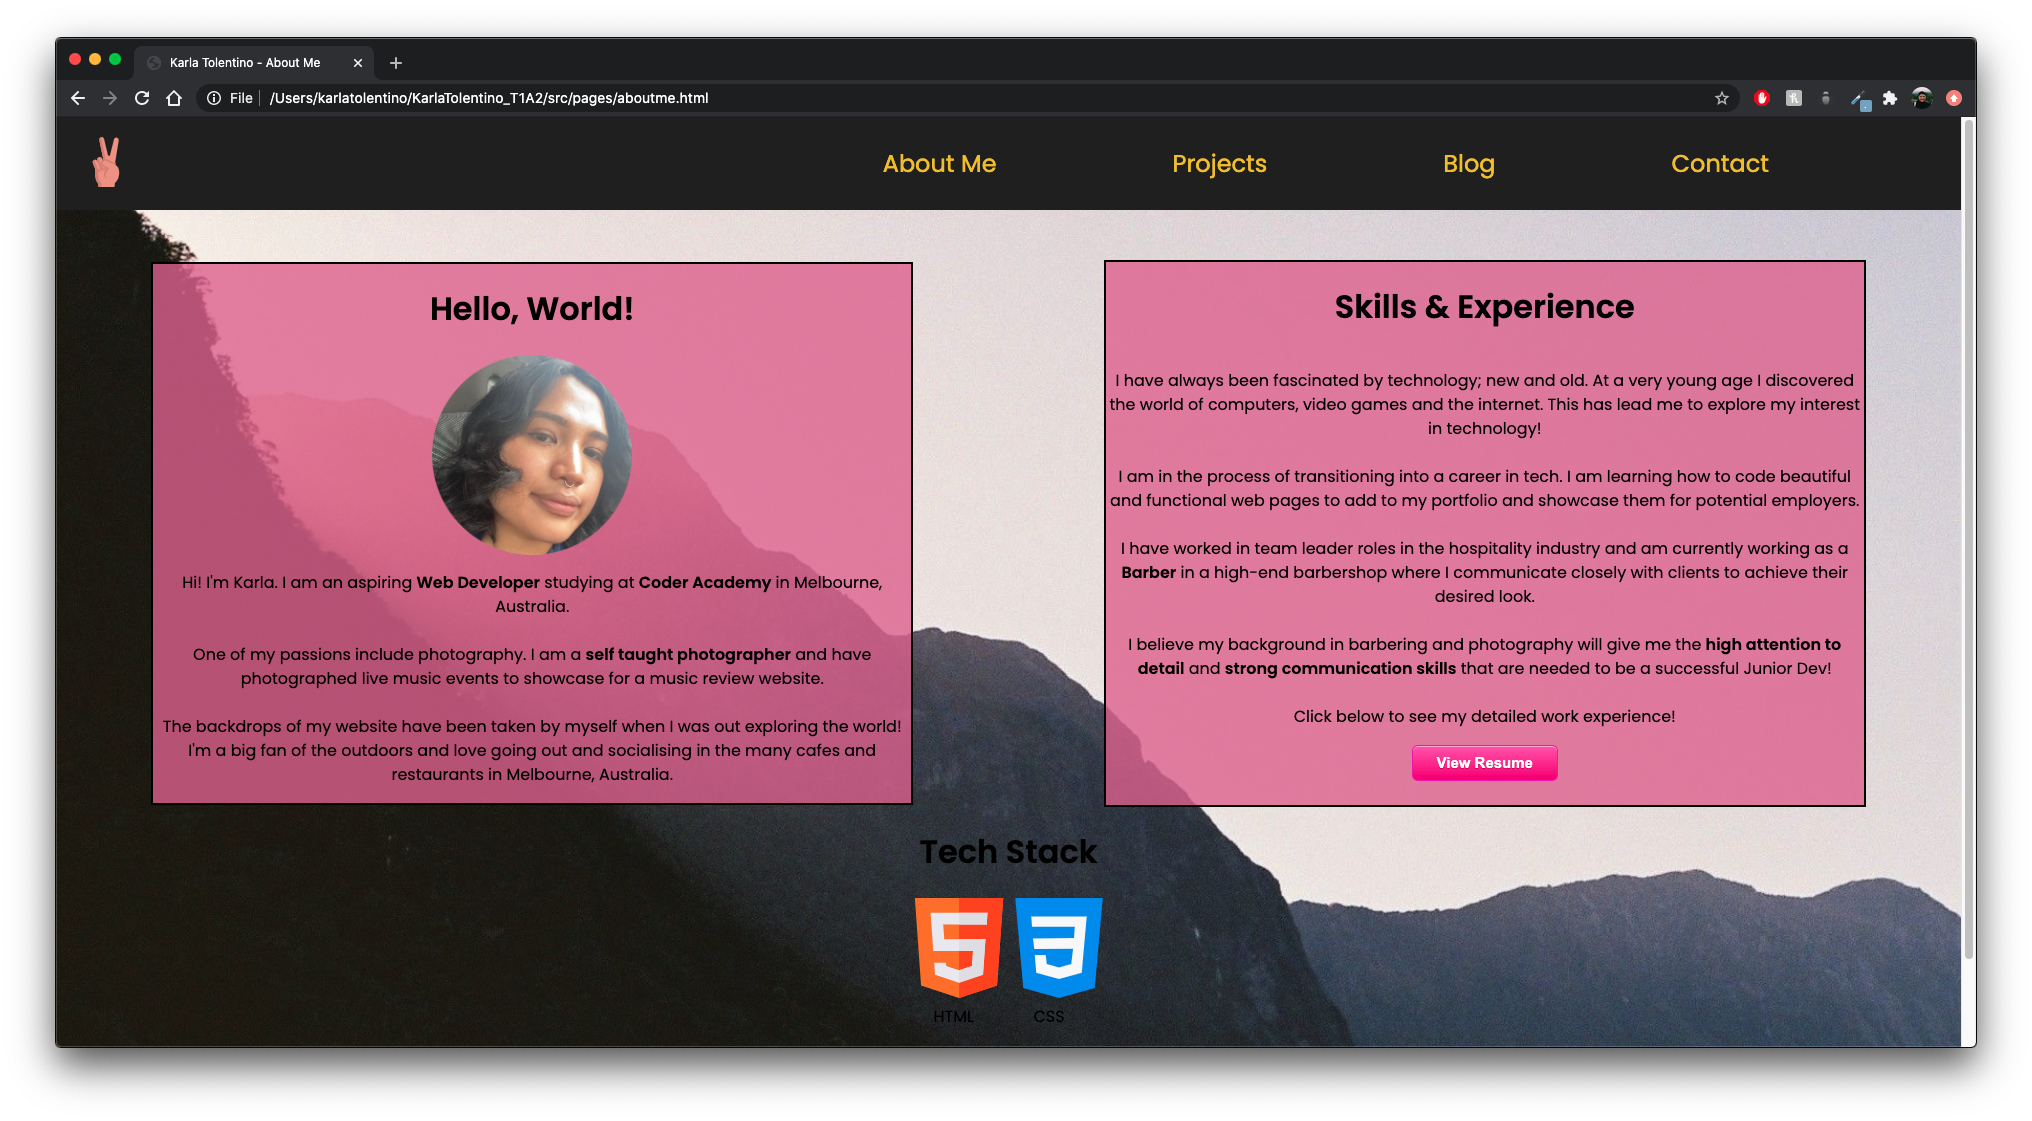 Karla Tolentino - About Me
File
/Users/karlatolentino/KarlaTolentino_T1A2/src/pages/aboutme.html
About Me
Projects
Blog
Contact
Hello, World!
Hi! I'm Karla. I am an aspiring Web Developer studying at Coder Academy in Melbourne,
Australia.
One of my passions include photography. I am a self taught photographer and have
photographed live music events to showcase for a music review website.
The backdrops of my website have been taken by myself when I was out exploring the world!
I'm a big fan of the outdoors and love going out and socialising in the many cafes and
restaurants in Melbourne, Australia.
Skills & Experience
I have always been fascinated by technology; new and old. At a very young age I discovered
the world of computers, video games and the internet. This has lead me to explore my interest
in technology!
I am in the process of transitioning into a career in tech. I am learning how to code beautiful
and functional web pages to add to my portfolio and showcase them for potential employers.
I have worked in team leader roles in the hospitality industry and am currently working as a
Barber in a high-end barbershop where I communicate closely with clients to achieve their
desired look.
I believe my background in barbering and photography will give me the high attention to
detail and strong communication skills that are needed to be a successful Junior Dev!
Click below to see my detailed work experience!
View Resume
Tech Stack
HTML
CSS